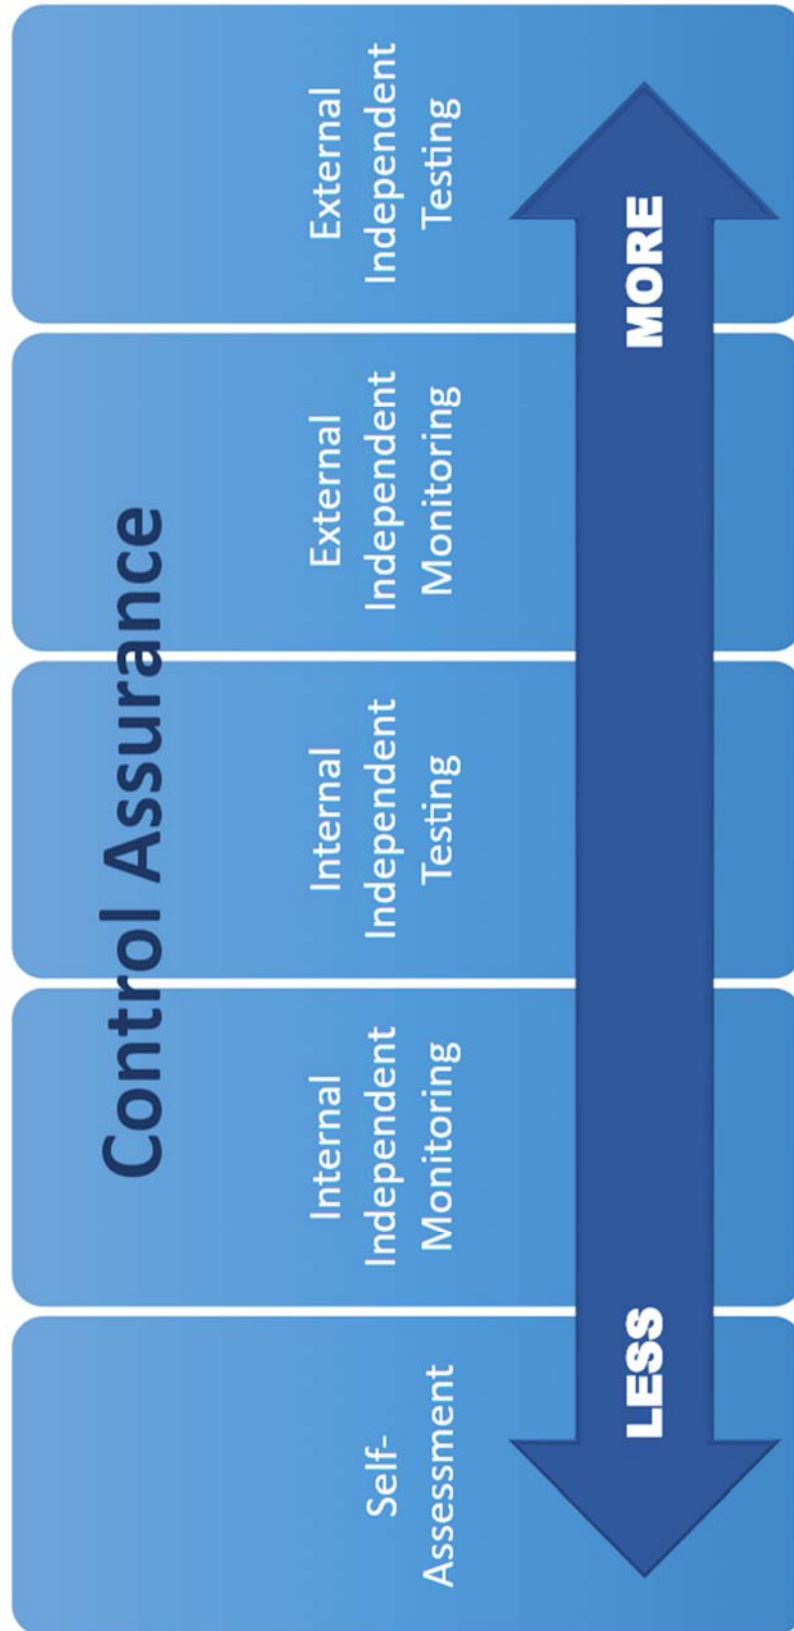 Control Assurance
Self-
Assessment
Internal
Independent
Monitoring
Internal
Independent
Testing
External
Independent
Monitoring
External
Independent
Testing
LESS
MORE